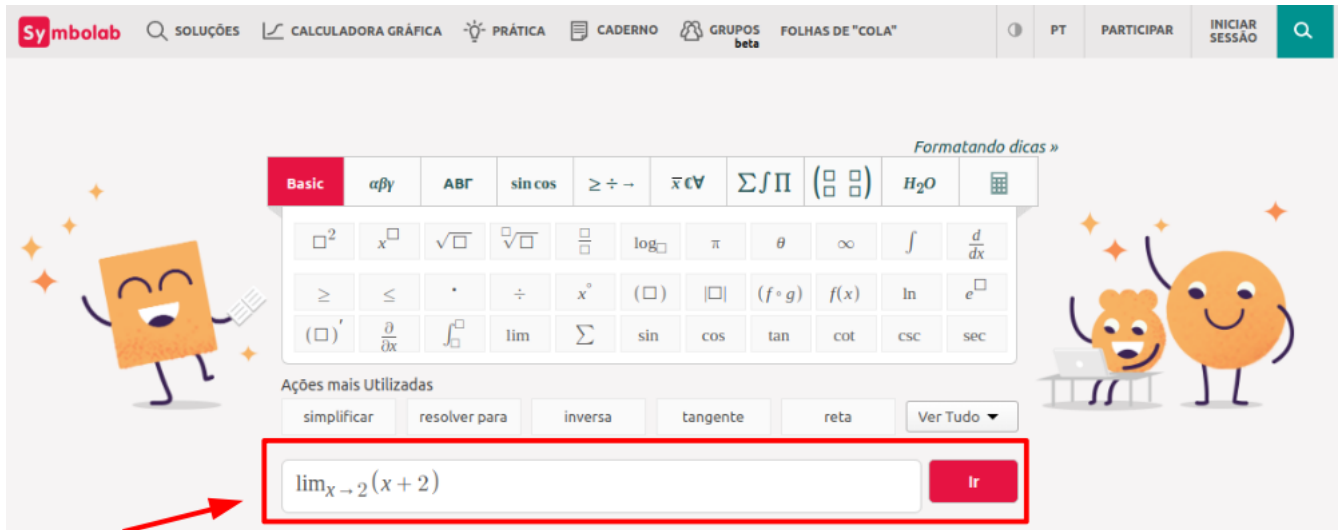 Symbolab SOLUÇÕES CALCULADORA GRÁFICA PRÁTICA CADERNO GRUPOS beta FOLHAS DE "COLA" PT PARTICIPAR INICIAR SESSÃO
Formatando dicas »
Basic αβγ ΑΒΓ sin cos ≥ ÷ → x̅ ℂ ∀ ∑ ∫ ∏ (□ □) H₂O
□² x^□ √□ ^□√□ □/□ log_□ π θ ∞ ∫ d/dx
≥ ≤ · ÷ x° (□) |□| (f ∘ g) f(x) ln e^□
(□)′ ∂/∂x ∫_□^□ lim ∑ sin cos tan cot csc sec
Ações mais Utilizadas
simplificar resolver para inversa tangente reta Ver Tudo ▼
lim_{x → 2}(x + 2) Ir